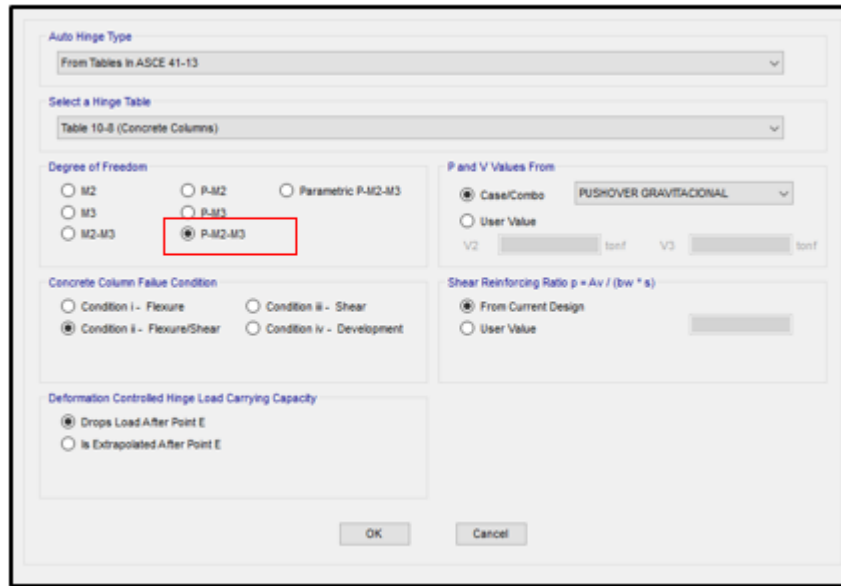 Auto Hinge Type
From Tables In ASCE 41-13
Select a Hinge Table
Table 10-8 (Concrete Columns)
Degree of Freedom
M2
P-M2
Parametric P-M2-M3
M3
P-M3
M2-M3
P-M2-M3
P and V Values From
Case/Combo
PUSHOVER GRAVITACIONAL
User Value
V2
tonf
V3
tonf
Concrete Column Failue Condition
Condition i - Flexure
Condition iii - Shear
Condition ii - Flexure/Shear
Condition iv - Development
Shear Reinforcing Ratio p = Av / (bw * s)
From Current Design
User Value
Deformation Controlled Hinge Load Carrying Capacity
Drops Load After Point E
Is Extrapolated After Point E
OK
Cancel